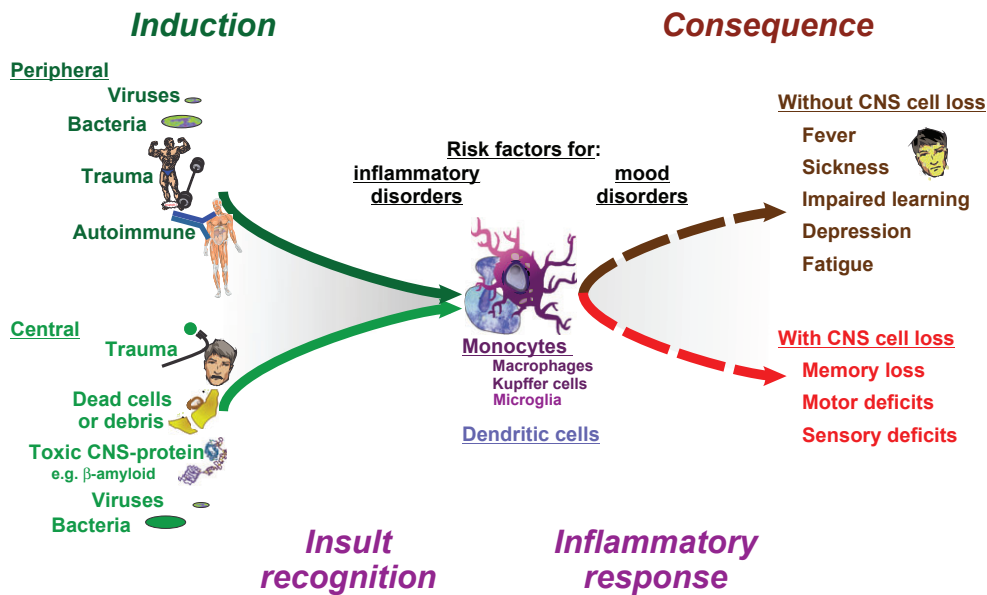 Induction
Consequence
Peripheral
Viruses
Bacteria
Trauma
Autoimmune
Central
Trauma
Dead cells
or debris
Toxic CNS-protein
e.g. β-amyloid
Viruses
Bacteria
Risk factors for:
inflammatory
disorders
mood
disorders
Monocytes
Macrophages
Kupffer cells
Microglia
Dendritic cells
Without CNS cell loss
Fever
Sickness
Impaired learning
Depression
Fatigue
With CNS cell loss
Memory loss
Motor deficits
Sensory deficits
Insult
recognition
Inflammatory
response